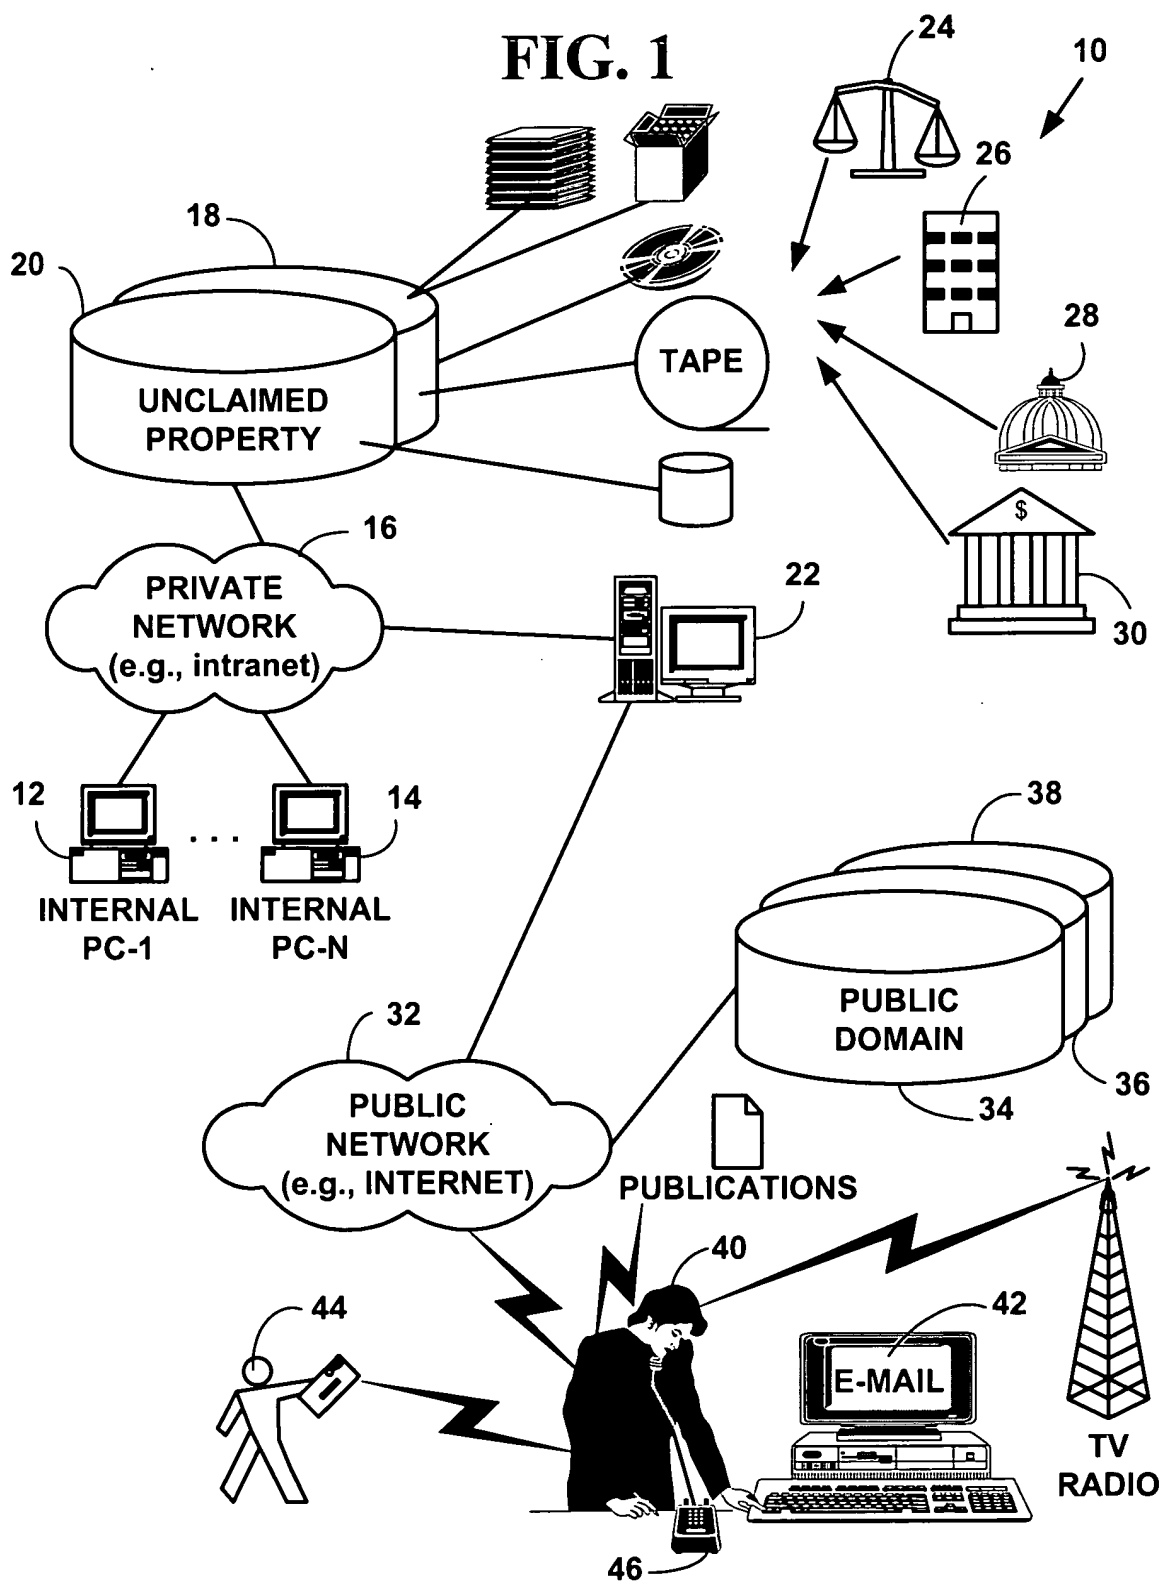 FIG. 1
24
10
26
18
20
28
TAPE
UNCLAIMED
PROPERTY
$
16
PRIVATE
NETWORK
(e.g., intranet)
22
30
12
14
38
. . .
INTERNAL
PC-1
INTERNAL
PC-N
PUBLIC
DOMAIN
32
36
34
PUBLIC
NETWORK
(e.g., INTERNET)
PUBLICATIONS
40
44
42
E-MAIL
TV
RADIO
46